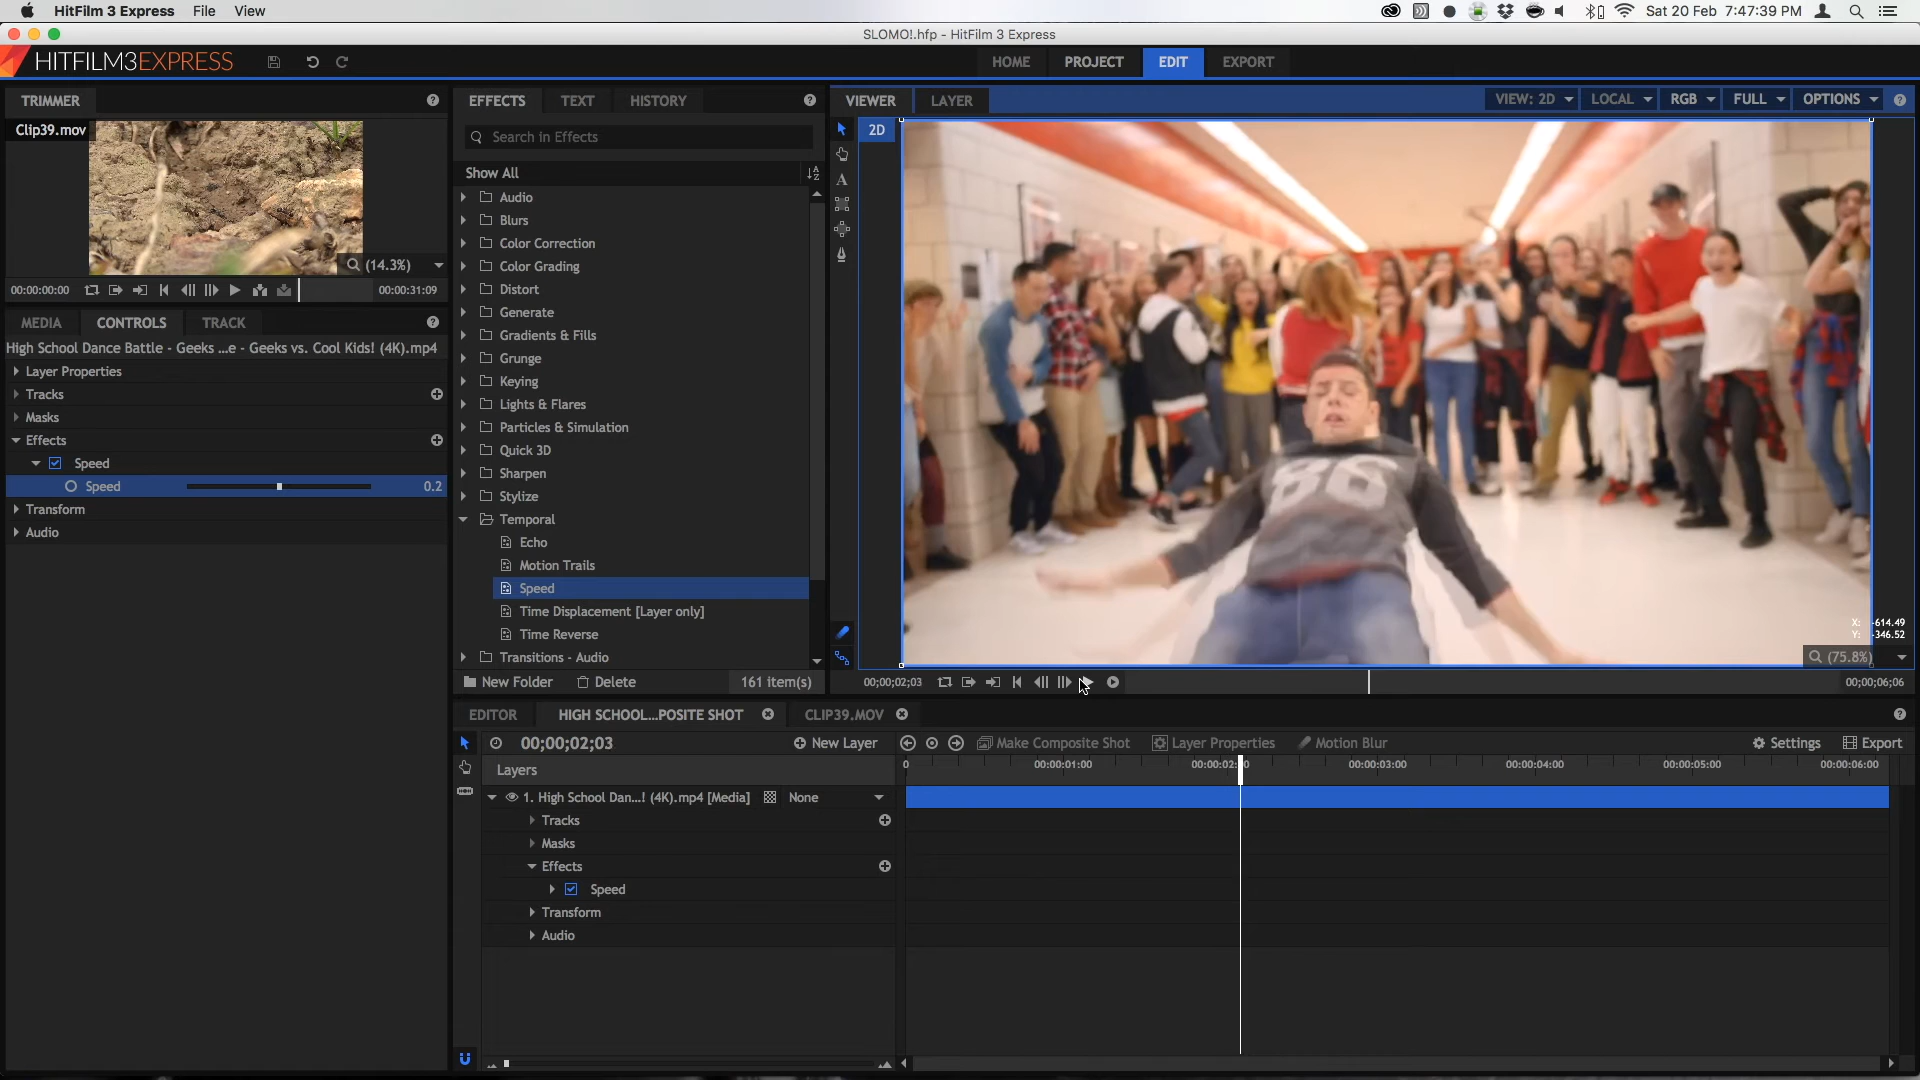 HitFilm 3 Express File View Sat 20 Feb 7:47:39 PM
SLOMO!.hfp - HitFilm 3 Express
HITFILM3EXPRESS HOME PROJECT EDIT EXPORT
TRIMMER
Clip39.mov
(14.3%)
00:00:00:00 00:00:31:09
MEDIA CONTROLS TRACK
High School Dance Battle - Geeks ...e - Geeks vs. Cool Kids! (4K).mp4
Layer Properties
Tracks
Masks
Effects
Speed
Speed 0.2
Transform
Audio
EFFECTS TEXT HISTORY
Search in Effects
Show All
Audio
Blurs
Color Correction
Color Grading
Distort
Generate
Gradients & Fills
Grunge
Keying
Lights & Flares
Particles & Simulation
Quick 3D
Sharpen
Stylize
Temporal
Echo
Motion Trails
Speed
Time Displacement [Layer only]
Time Reverse
Transitions - Audio
New Folder Delete 161 item(s)
VIEWER LAYER VIEW: 2D LOCAL RGB FULL OPTIONS
2D
86
X: -614.49
Y: -346.52
(75.8%)
00;00;02;03 00;00;06;06
EDITOR HIGH SCHOOL...POSITE SHOT CLIP39.MOV
00;00;02;03 New Layer Make Composite Shot Layer Properties Motion Blur Settings Export
Layers 0 00:00:01:00 00:00:02:00 00:00:03:00 00:00:04:00 00:00:05:00 00:00:06:00
1. High School Dan...! (4K).mp4 [Media] None
Tracks
Masks
Effects
Speed
Transform
Audio